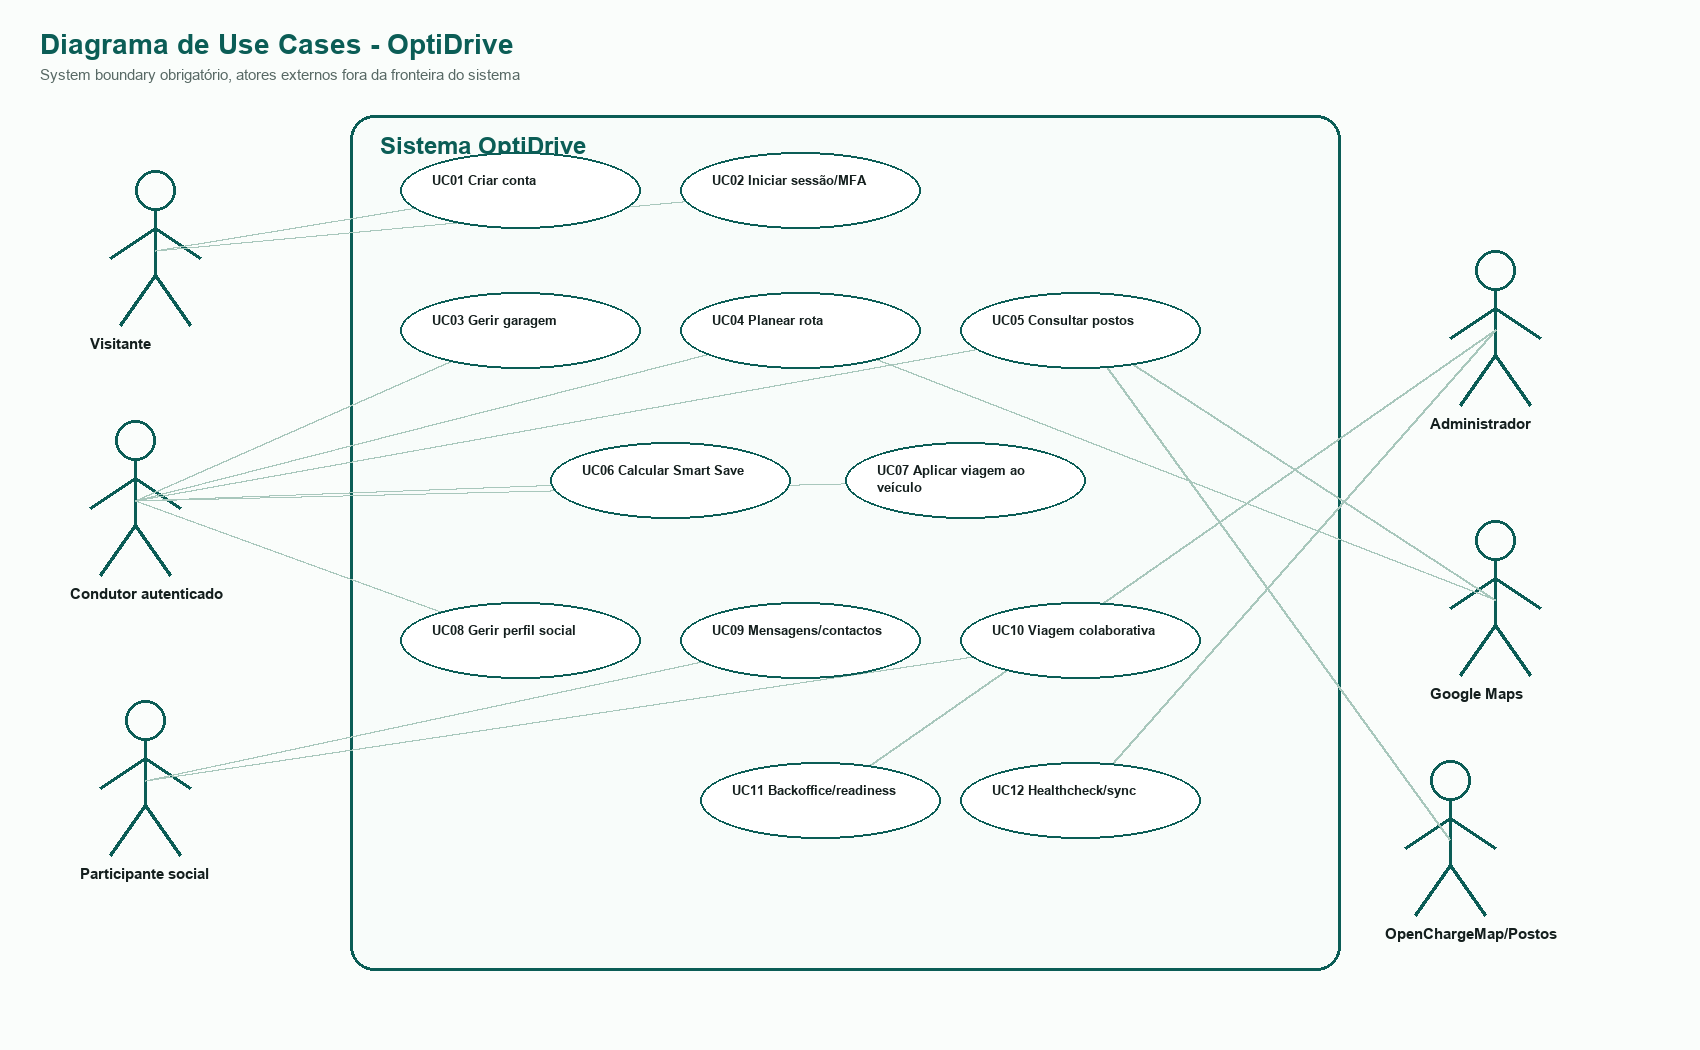 Diagrama de Use Cases - OptiDrive
System boundary obrigatório, atores externos fora da fronteira do sistema
Sistema OptiDrive
UC01 Criar conta
UC02 Iniciar sessão/MFA
Visitante
UC03 Gerir garagem
UC04 Planear rota
UC05 Consultar postos
Administrador
UC06 Calcular Smart Save
UC07 Aplicar viagem ao
veículo
Condutor autenticado
UC08 Gerir perfil social
UC09 Mensagens/contactos
UC10 Viagem colaborativa
Google Maps
UC11 Backoffice/readiness
UC12 Healthcheck/sync
Participante social
OpenChargeMap/Postos